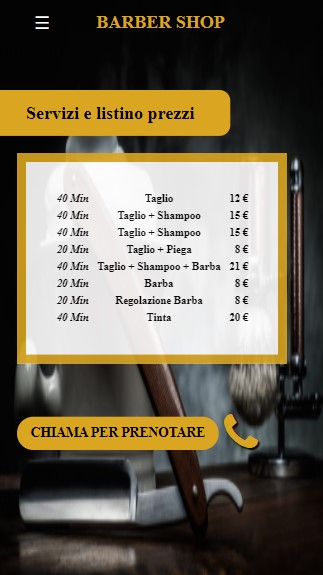 ☰ BARBER SHOP
Servizi e listino prezzi
40 Min Taglio 12 €
40 Min Taglio + Shampoo 15 €
40 Min Taglio + Shampoo 15 €
20 Min Taglio + Piega 8 €
40 Min Taglio + Shampoo + Barba 21 €
20 Min Barba 8 €
20 Min Regolazione Barba 8 €
40 Min Tinta 20 €
CHIAMA PER PRENOTARE